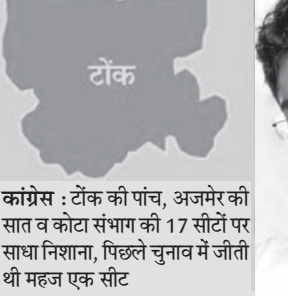 टोंक
कांग्रेस : टोंक की पांच, अजमेर की
सात व कोटा संभाग की 17 सीटों पर
साधा निशाना, पिछले चुनाव में जीती
थी महज एक सीट